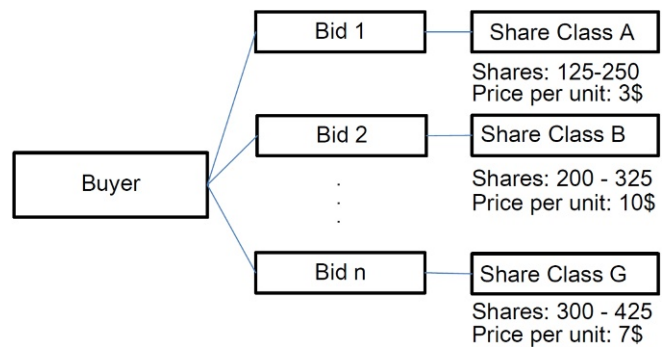 Bid 1
Share Class A
Shares: 125-250
Price per unit: 3$
Bid 2
Share Class B
Buyer
Shares: 200 - 325
Price per unit: 10$
.
.
.
Bid n
Share Class G
Shares: 300 - 425
Price per unit: 7$